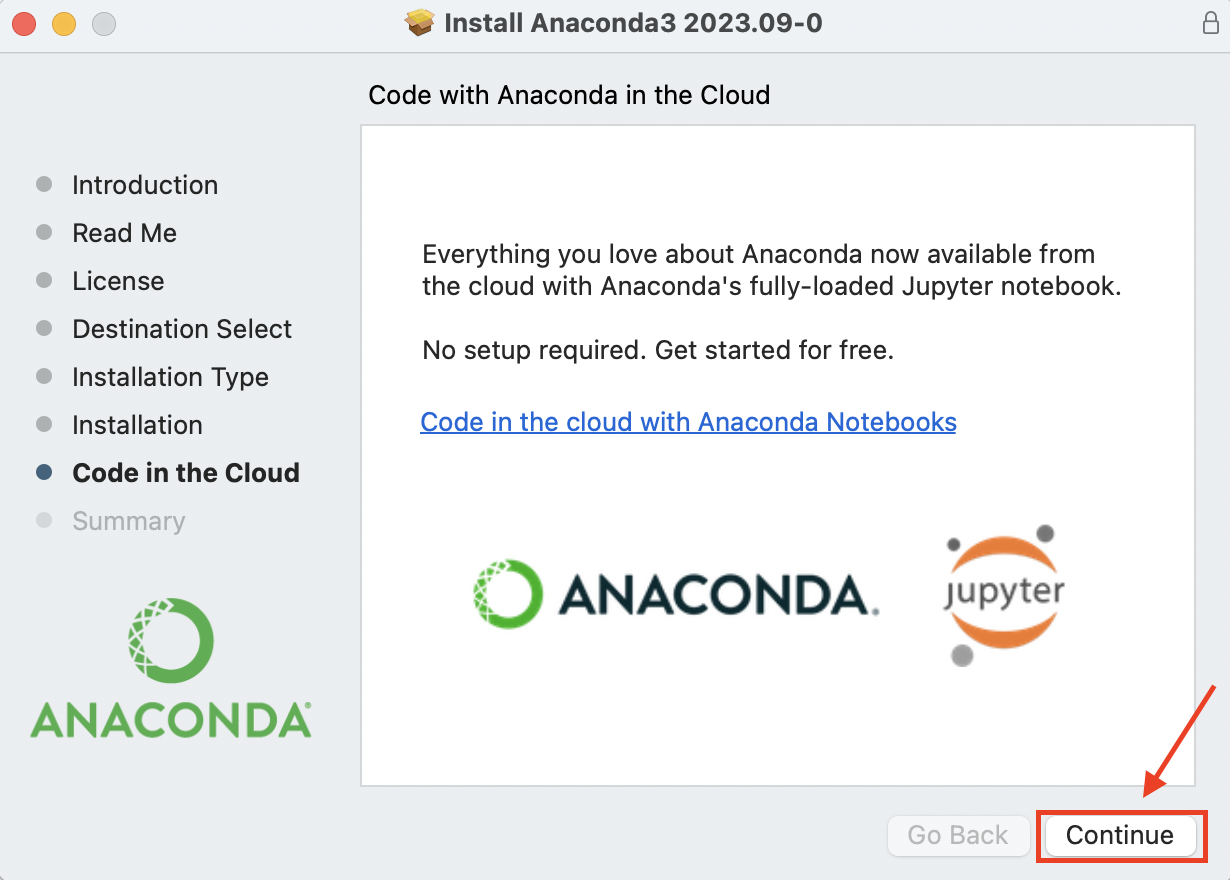 Install Anaconda3 2023.09-0
Code with Anaconda in the Cloud
Introduction
Read Me
License
Destination Select
Installation Type
Installation
Code in the Cloud
Summary
ANACONDA®
Everything you love about Anaconda now available from
the cloud with Anaconda's fully-loaded Jupyter notebook.
No setup required. Get started for free.
Code in the cloud with Anaconda Notebooks
ANACONDA.
jupyter
Go Back
Continue